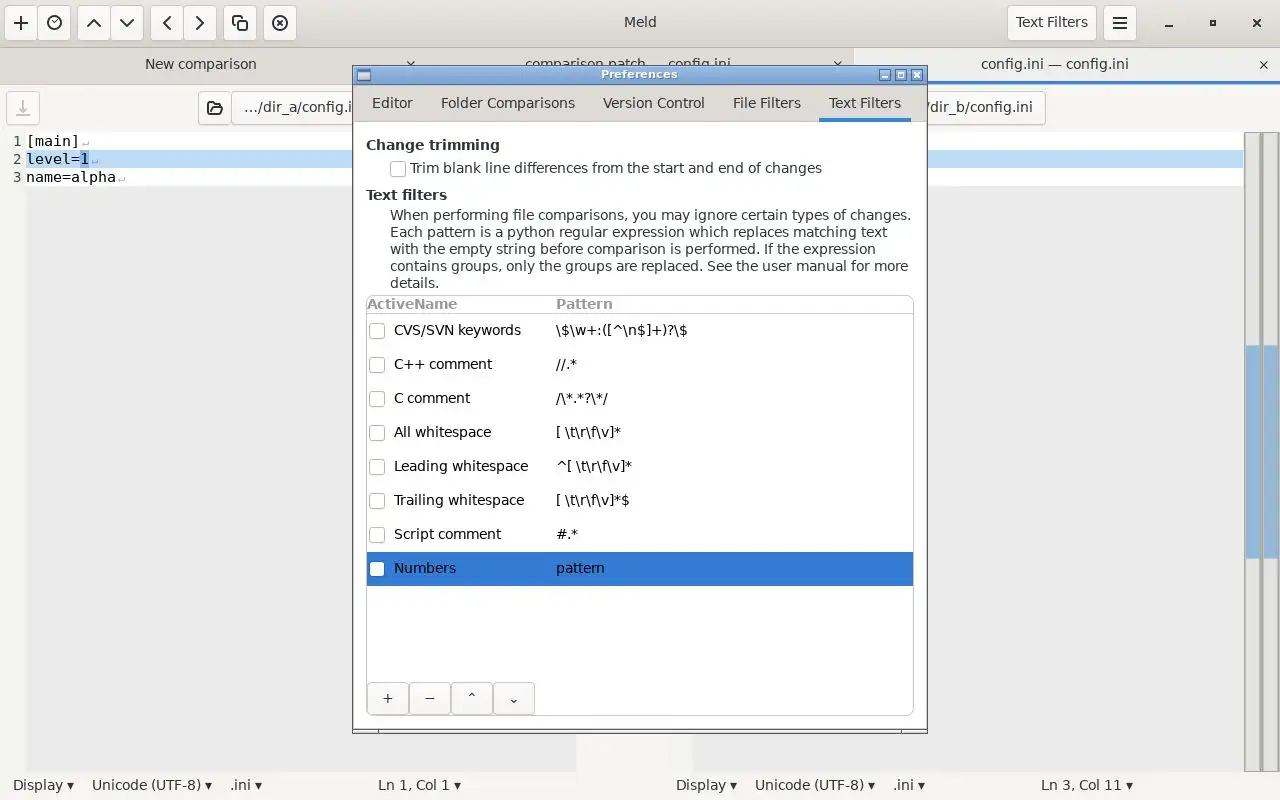 Meld
Text Filters
New comparison
comparison.patch — config.ini
config.ini — config.ini
Preferences
Editor
Folder Comparisons
Version Control
File Filters
Text Filters
…/dir_a/config.i
/dir_b/config.ini
1 [main]
2 level=1
3 name=alpha
Change trimming
Trim blank line differences from the start and end of changes
Text filters
When performing file comparisons, you may ignore certain types of changes.
Each pattern is a python regular expression which replaces matching text
with the empty string before comparison is performed. If the expression
contains groups, only the groups are replaced. See the user manual for more
details.
Active Name Pattern
CVS/SVN keywords \$\w+:([^\n$]+)?\$
C++ comment //.*
C comment /\*.*?\*/
All whitespace [ \t\r\f\v]*
Leading whitespace ^[ \t\r\f\v]*
Trailing whitespace [ \t\r\f\v]*$
Script comment #.*
Numbers pattern
Display ▾ Unicode (UTF-8) ▾ .ini ▾ Ln 1, Col 1 ▾ Display ▾ Unicode (UTF-8) ▾ .ini ▾ Ln 3, Col 11 ▾